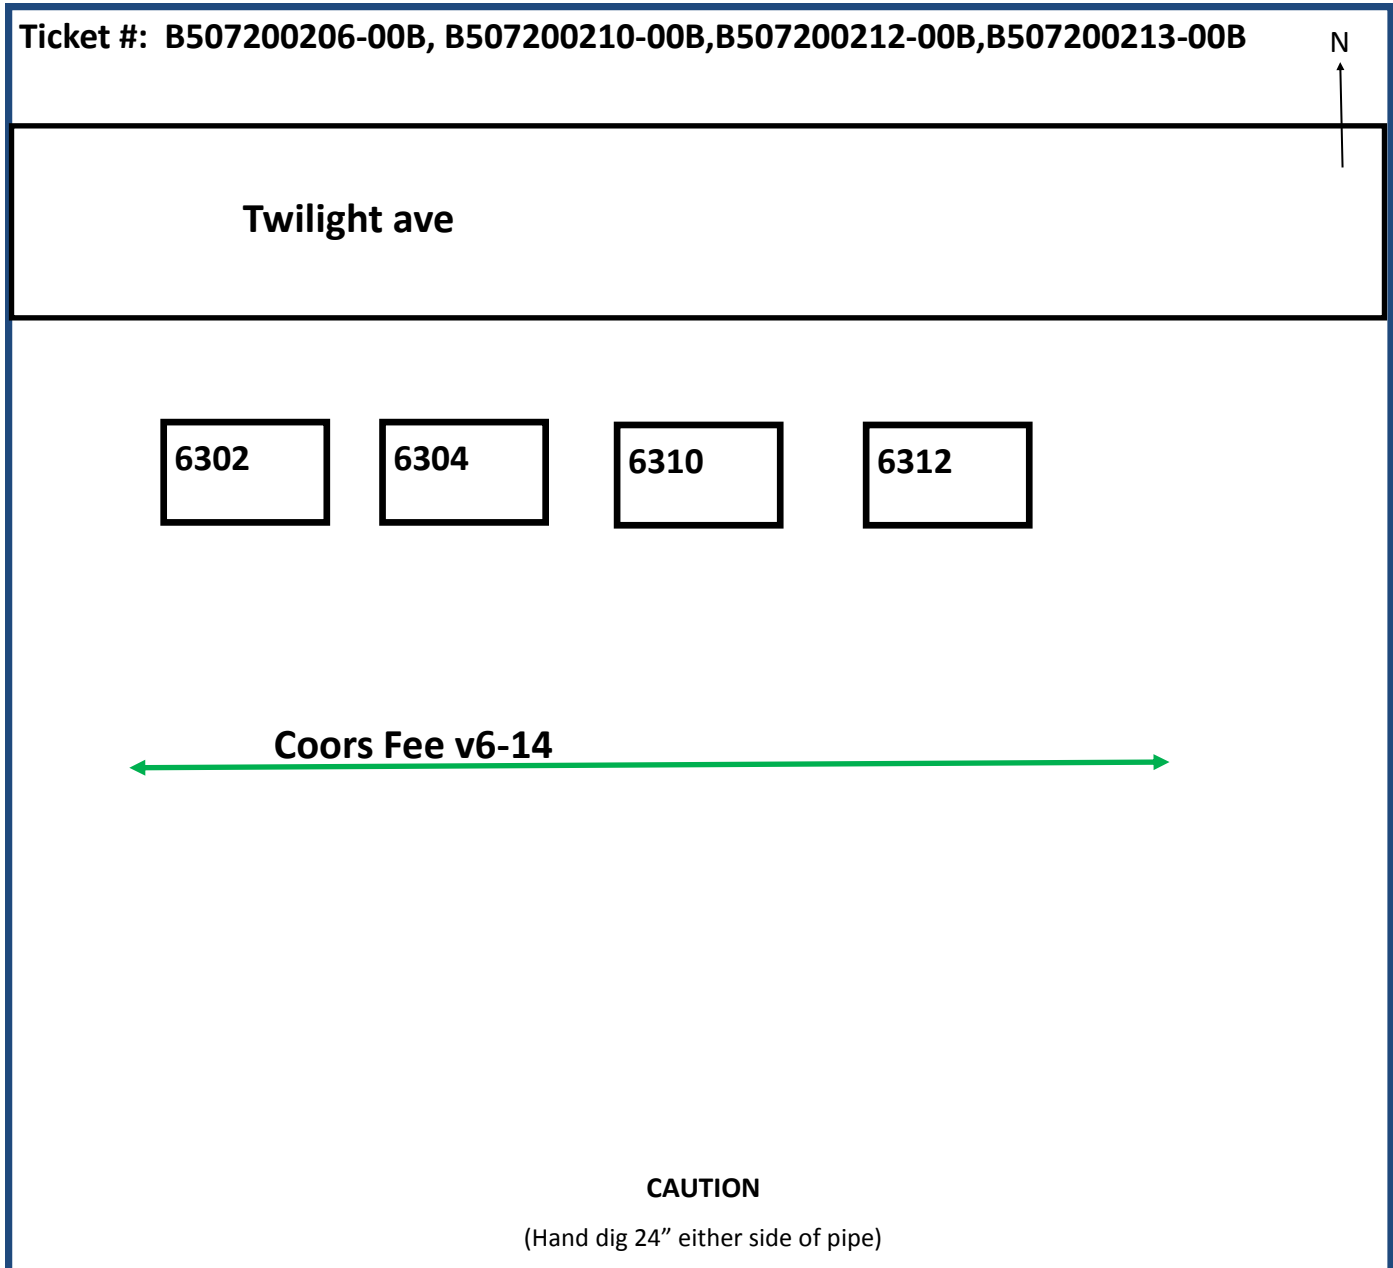 Ticket #: B507200206-00B, B507200210-00B,B507200212-00B,B507200213-00B
N
Twilight ave
6302 6304 6310 6312
Coors Fee v6-14
CAUTION
(Hand dig 24” either side of pipe)